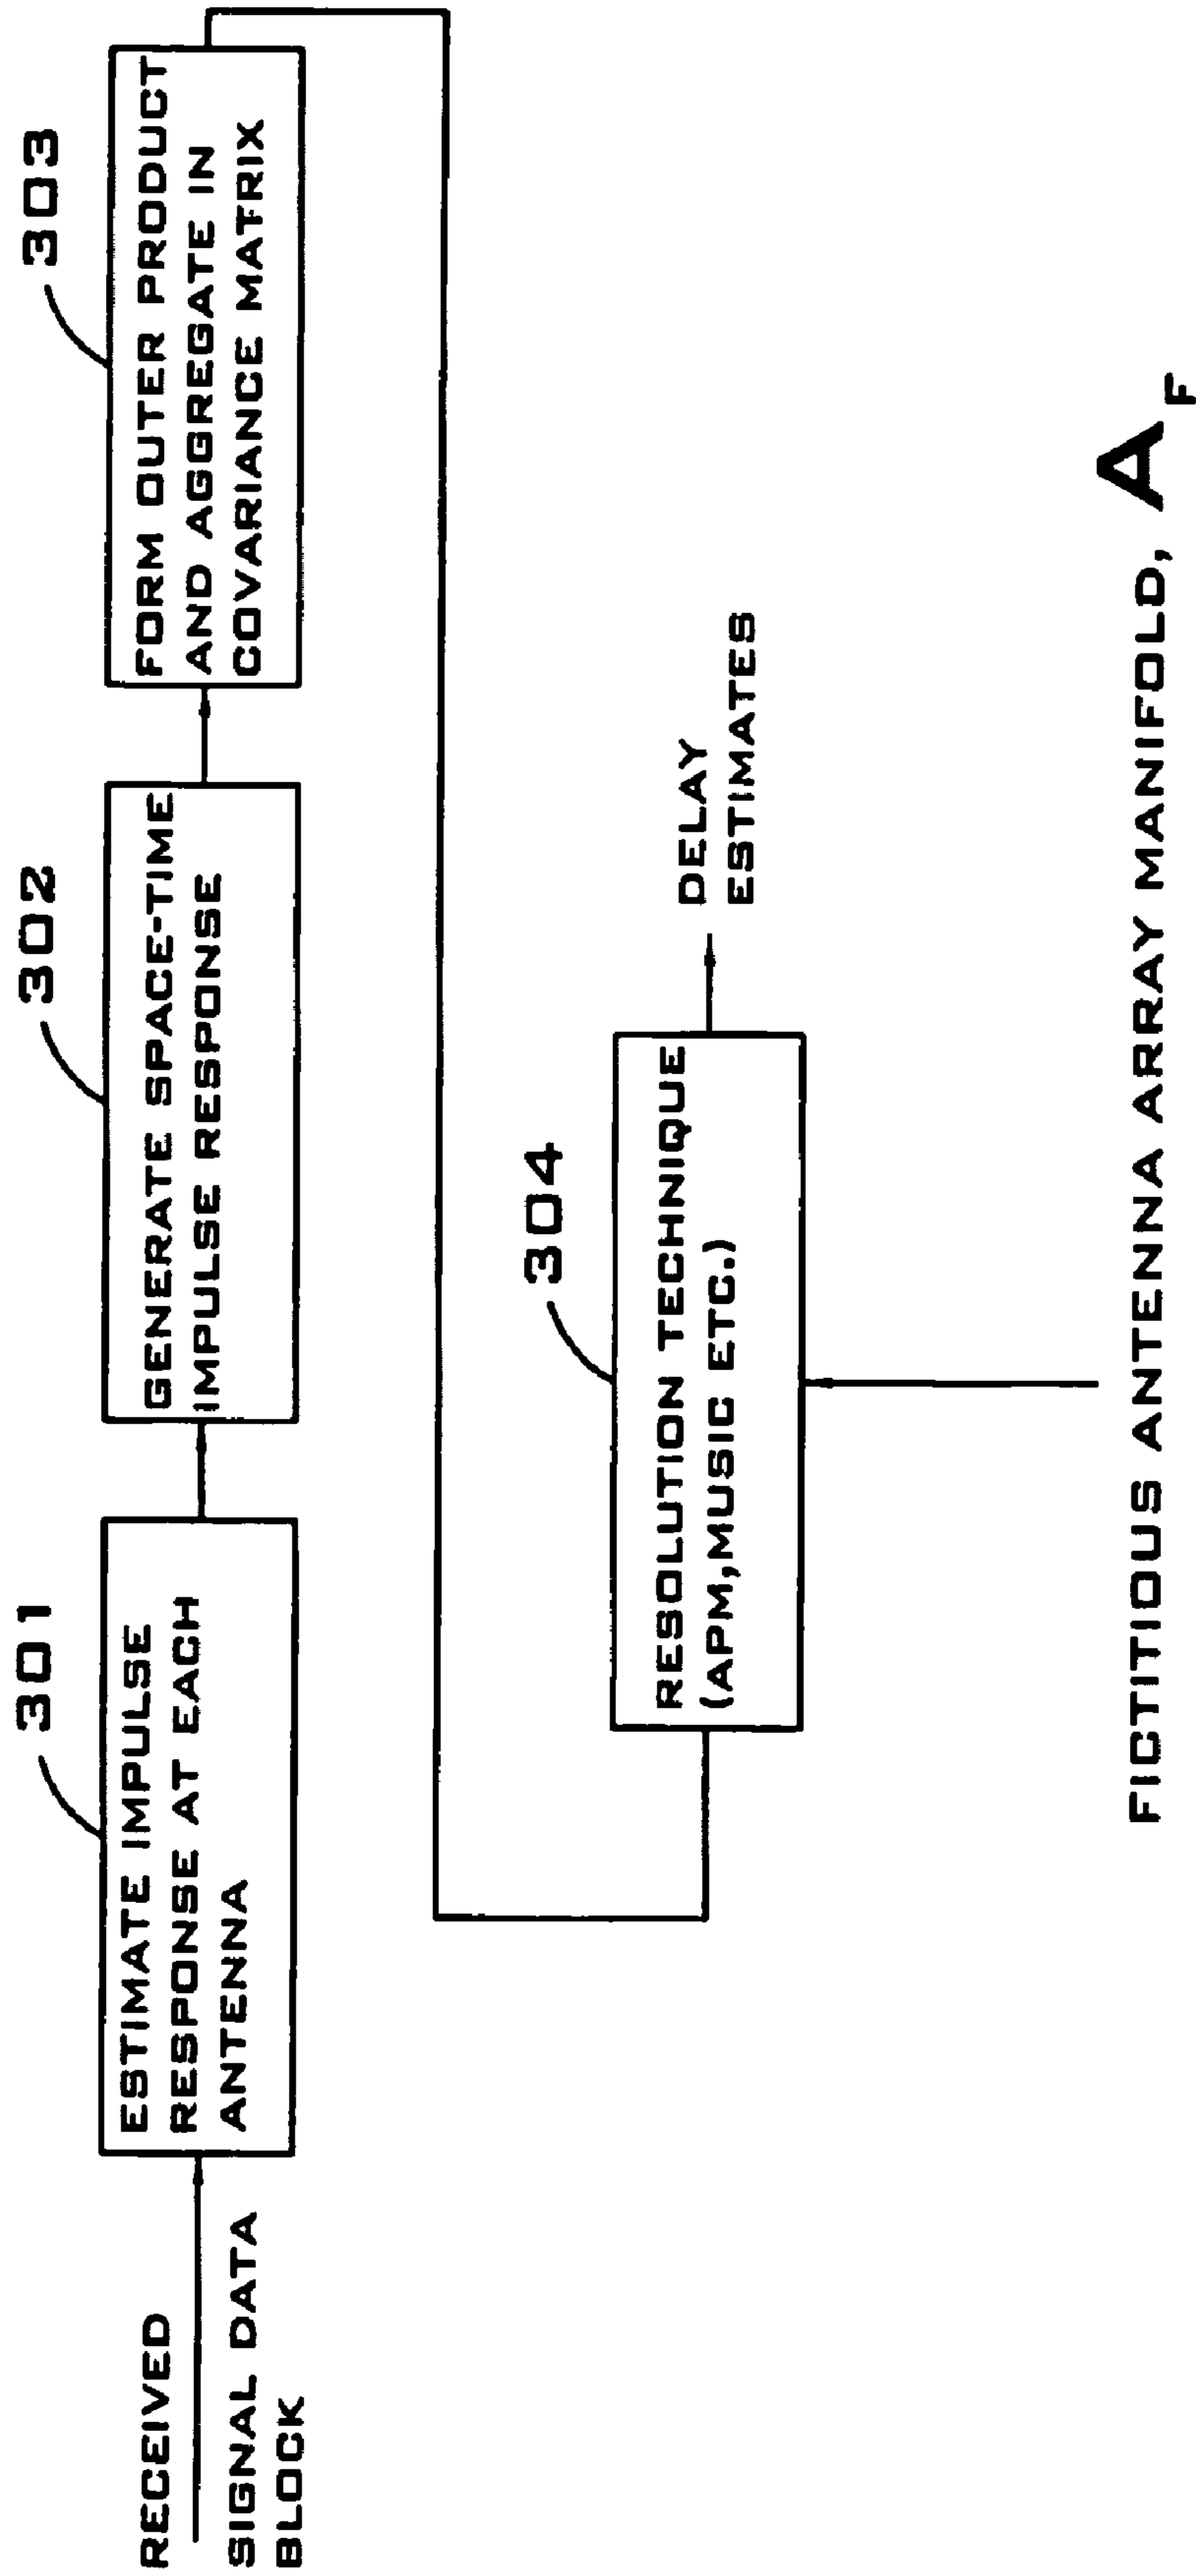 RECEIVED
SIGNAL DATA
BLOCK
301
ESTIMATE IMPULSE
RESPONSE AT EACH
ANTENNA
302
GENERATE SPACE-TIME
IMPULSE RESPONSE
303
FORM OUTER PRODUCT
AND AGGREGATE IN
COVARIANCE MATRIX
304
RESOLUTION TECHNIQUE
(APM,MUSIC ETC.)
DELAY
ESTIMATES
FICTITIOUS ANTENNA ARRAY MANIFOLD, A F